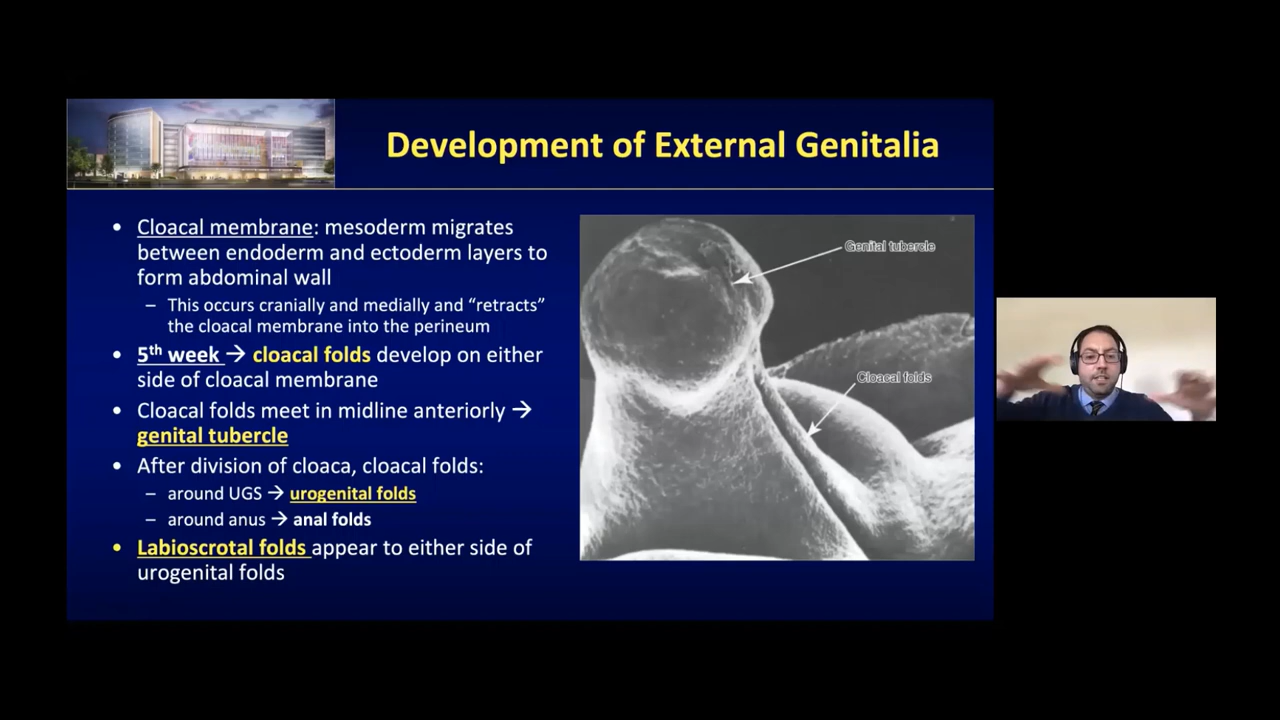 Development of External Genitalia
• Cloacal membrane: mesoderm migrates
between endoderm and ectoderm layers to
form abdominal wall
– This occurs cranially and medially and “retracts”
the cloacal membrane into the perineum
• 5th week → cloacal folds develop on either
side of cloacal membrane
• Cloacal folds meet in midline anteriorly →
genital tubercle
• After division of cloaca, cloacal folds:
– around UGS → urogenital folds
– around anus → anal folds
• Labioscrotal folds appear to either side of
urogenital folds
Genital tubercle
Cloacal folds